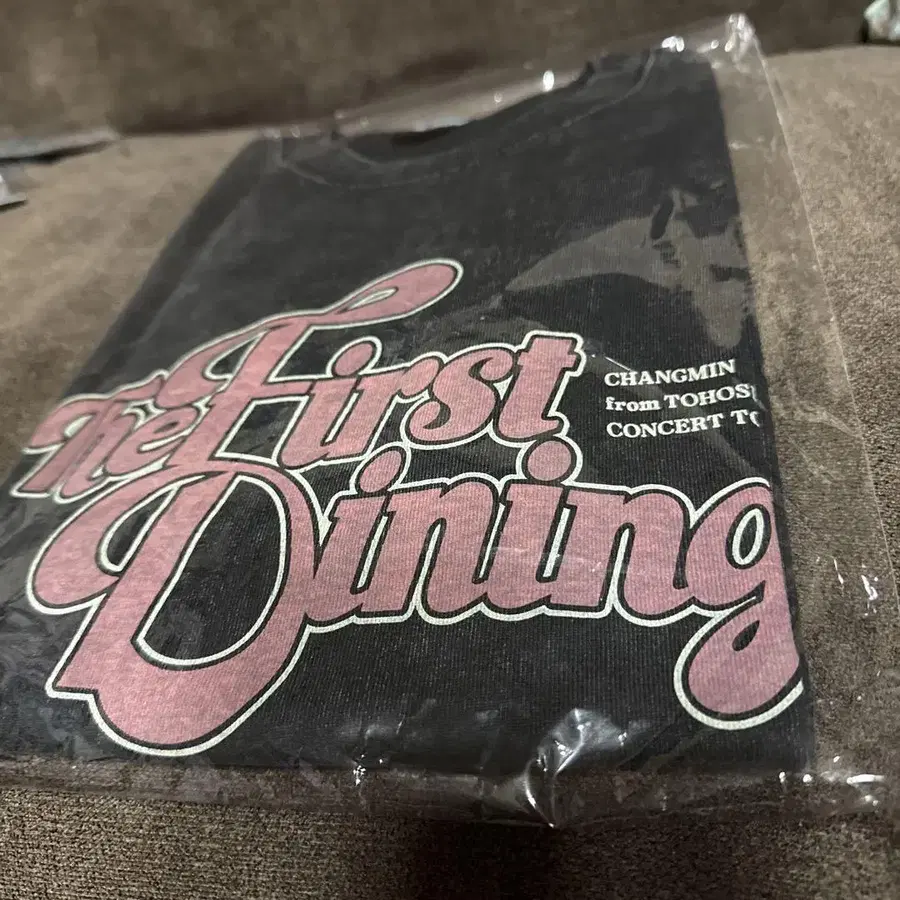 The First
Dining
CHANGMIN
from TOHOS
CONCERT T